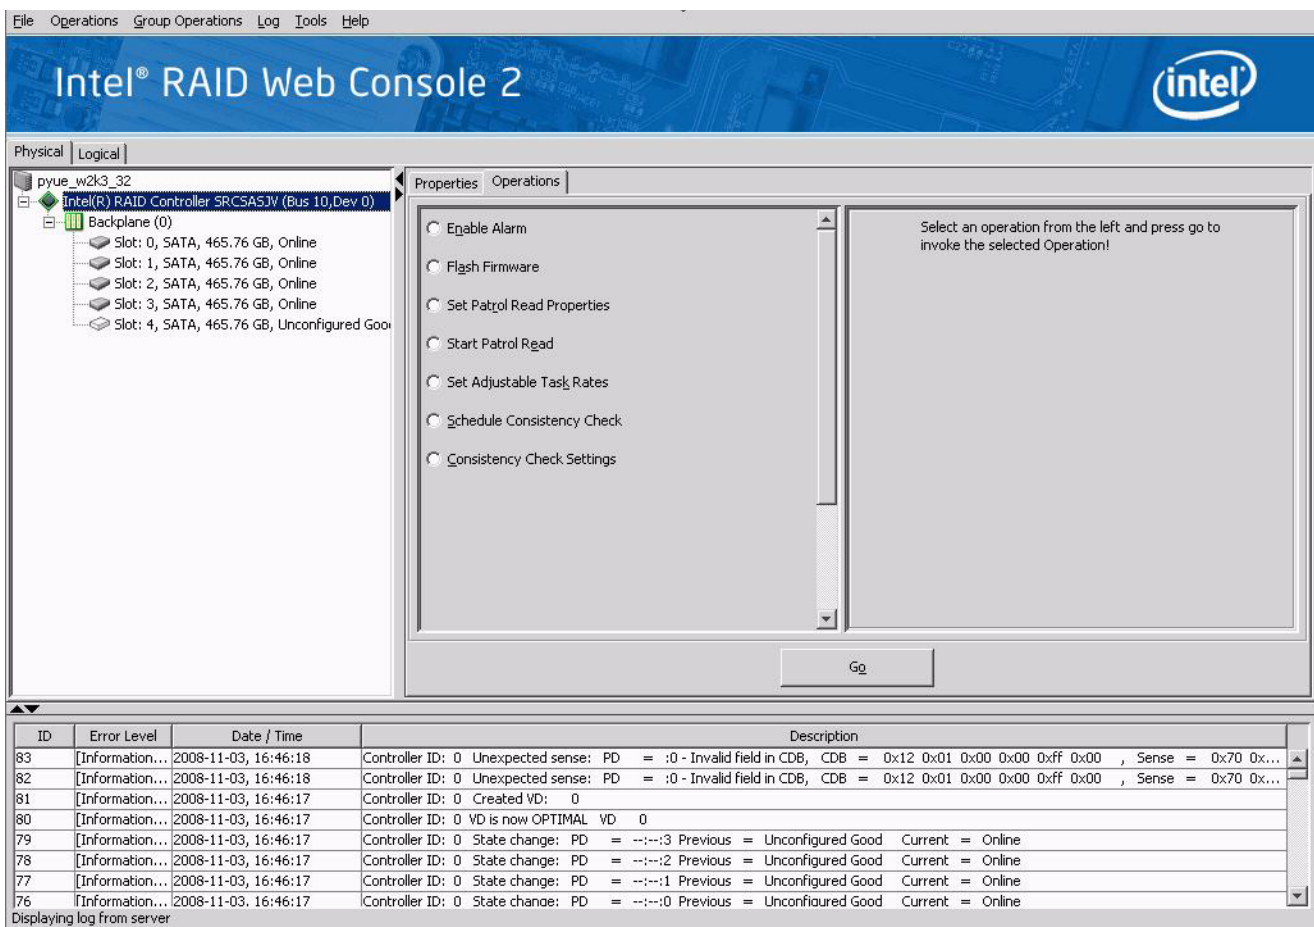 File Operations Group Operations Log Tools Help
Intel® RAID Web Console 2
intel
Physical Logical
pyue_w2k3_32
Intel(R) RAID Controller SRCSASJV (Bus 10,Dev 0)
Backplane (0)
Slot: 0, SATA, 465.76 GB, Online
Slot: 1, SATA, 465.76 GB, Online
Slot: 2, SATA, 465.76 GB, Online
Slot: 3, SATA, 465.76 GB, Online
Slot: 4, SATA, 465.76 GB, Unconfigured Goo
Properties Operations
Enable Alarm
Flash Firmware
Set Patrol Read Properties
Start Patrol Read
Set Adjustable Task Rates
Schedule Consistency Check
Consistency Check Settings
Select an operation from the left and press go to
invoke the selected Operation!
Go
ID Error Level Date / Time Description
83 [Information... 2008-11-03, 16:46:18 Controller ID: 0 Unexpected sense: PD = :0 - Invalid field in CDB, CDB = 0x12 0x01 0x00 0x00 0xff 0x00 , Sense = 0x70 0x...
82 [Information... 2008-11-03, 16:46:18 Controller ID: 0 Unexpected sense: PD = :0 - Invalid field in CDB, CDB = 0x12 0x01 0x00 0x00 0xff 0x00 , Sense = 0x70 0x...
81 [Information... 2008-11-03, 16:46:17 Controller ID: 0 Created VD: 0
80 [Information... 2008-11-03, 16:46:17 Controller ID: 0 VD is now OPTIMAL VD 0
79 [Information... 2008-11-03, 16:46:17 Controller ID: 0 State change: PD = --:--:3 Previous = Unconfigured Good Current = Online
78 [Information... 2008-11-03, 16:46:17 Controller ID: 0 State change: PD = --:--:2 Previous = Unconfigured Good Current = Online
77 [Information... 2008-11-03, 16:46:17 Controller ID: 0 State change: PD = --:--:1 Previous = Unconfigured Good Current = Online
76 [Information... 2008-11-03, 16:46:17 Controller ID: 0 State change: PD = --:--:0 Previous = Unconfigured Good Current = Online
Displaying log from server